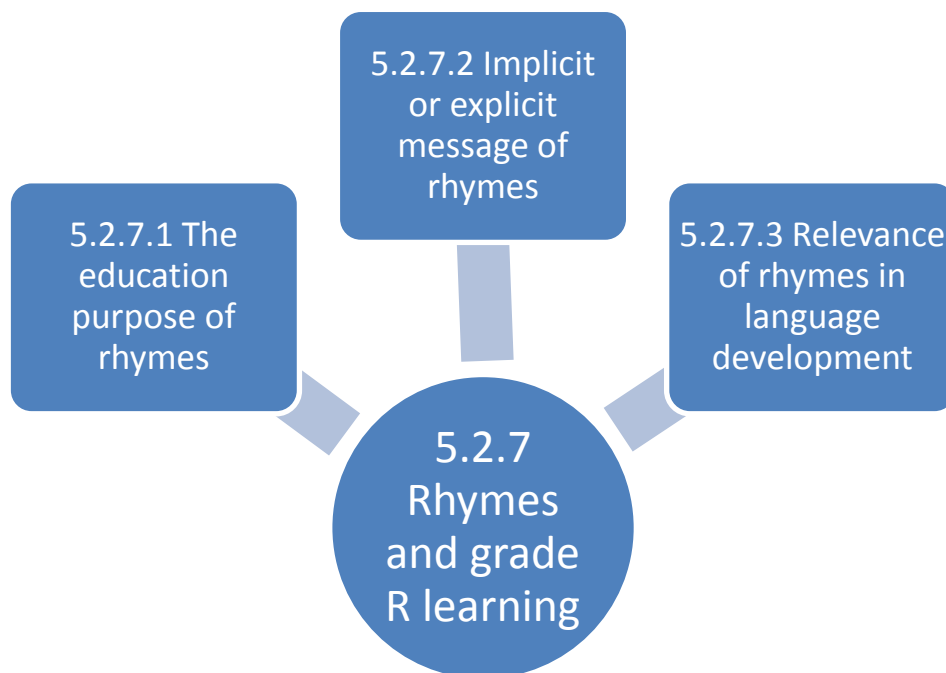 5.2.7.2 Implicit
or explicit
message of
rhymes
5.2.7.1 The
education
purpose of
rhymes
5.2.7.3 Relevance
of rhymes in
language
development
5.2.7
Rhymes
and grade
R learning